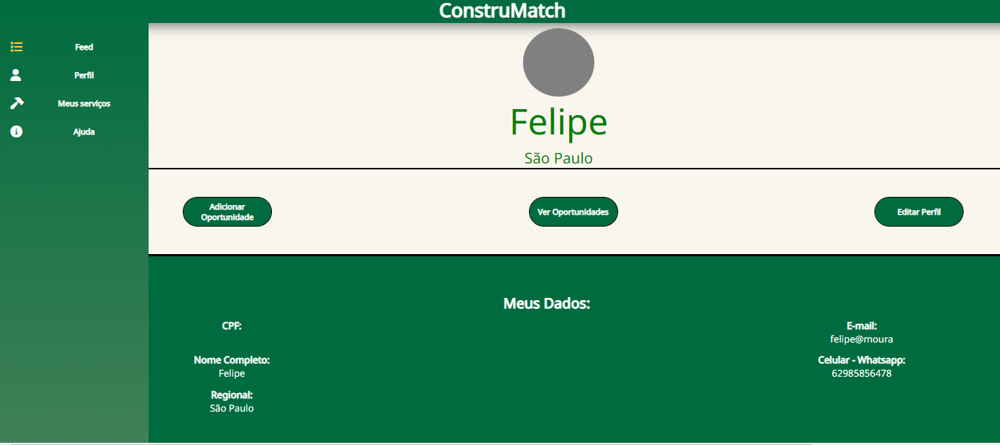 ConstruMatch
Feed
Perfil
Meus serviços
Ajuda
Felipe
São Paulo
Adicionar
Oportunidade
Ver Oportunidades
Editar Perfil
Meus Dados:
CPF:
Nome Completo:
Felipe
Regional:
São Paulo
E-mail:
felipe@moura
Celular - Whatsapp:
62985856478